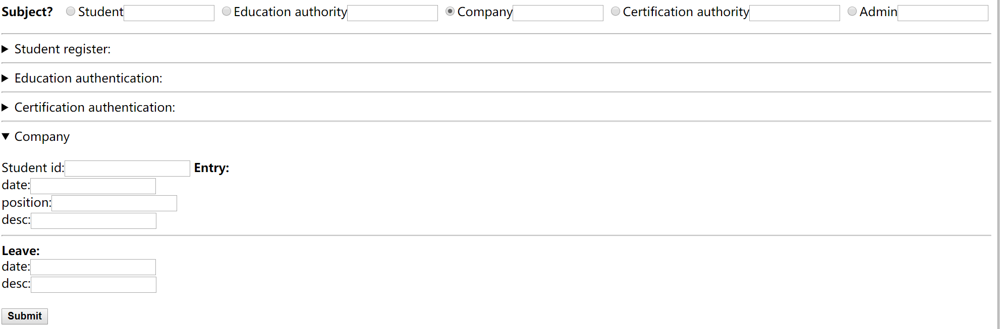 Subject? Student Education authority Company Certification authority Admin
Student register:
Education authentication:
Certification authentication:
Company
Student id: Entry:
date:
position:
desc:
Leave:
date:
desc:
Submit